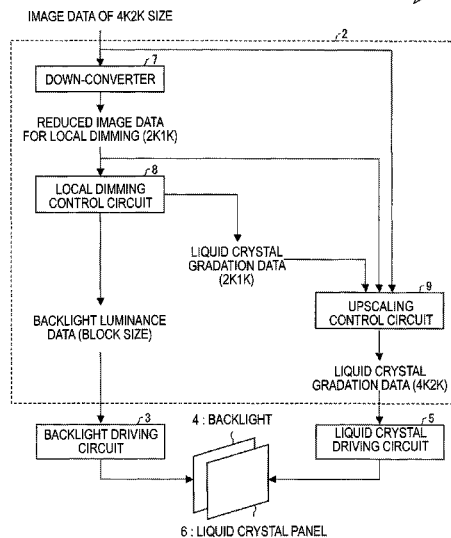 IMAGE DATA OF 4K2K SIZE
2
7
DOWN-CONVERTER
REDUCED IMAGE DATA
FOR LOCAL DIMMING (2K1K)
8
LOCAL DIMMING
CONTROL CIRCUIT
LIQUID CRYSTAL
GRADATION DATA
(2K1K)
9
UPSCALING
CONTROL CIRCUIT
BACKLIGHT LUMINANCE
DATA (BLOCK SIZE)
LIQUID CRYSTAL
GRADATION DATA (4K2K)
3
BACKLIGHT DRIVING
CIRCUIT
4 : BACKLIGHT
5
LIQUID CRYSTAL
DRIVING CIRCUIT
6 : LIQUID CRYSTAL PANEL